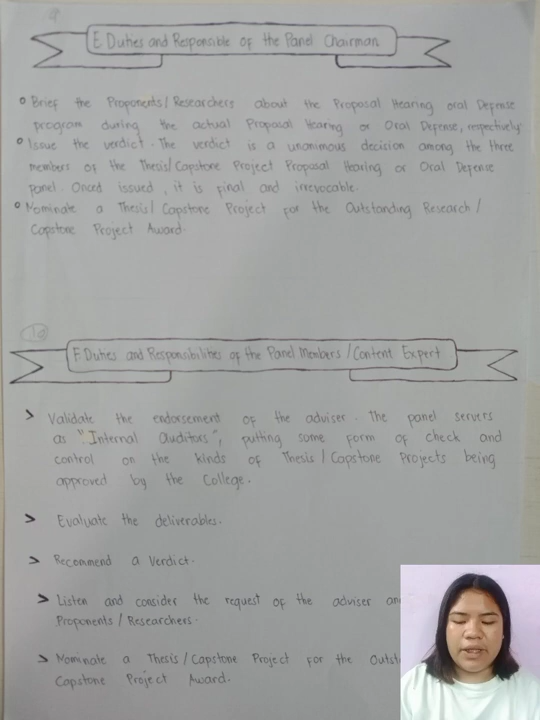 9
E. Duties and Responsible of the Panel Chairman
Brief the Proponents / Researchers about the Proposal Hearing oral Defense
program during the actual Proposal Hearing or Oral Defense, respectively.
Issue the verdict. The verdict is a unanimous decision among the three
members of the Thesis/Capstone Project Proposal Hearing or Oral Defense
panel. Onced issued, it is final and irrevocable.
Nominate a Thesis / Capstone Project for the Outstanding Research /
Capstone Project Award.
10
F. Duties and Responsibilities of the Panel Members / Content Expert
> Validate the endorsement of the adviser. The panel servers
as "Internal Auditors", putting some form of check and
control on the kinds of Thesis / Capstone Projects being
approved by the College.
> Evaluate the deliverables.
> Recommend a Verdict.
> Listen and consider the request of the adviser
Proponents / Researchers.
> Nominate a Thesis / Capstone Project for the
Capstone Project Award.